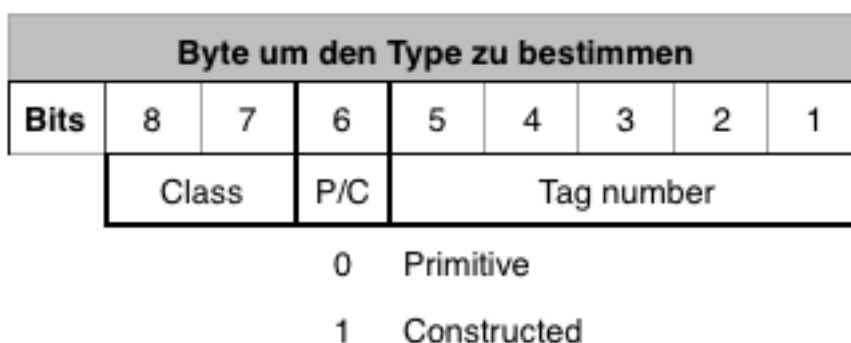 Byte um den Type zu bestimmen
Bits 8 7 6 5 4 3 2 1
Class P/C Tag number
0 Primitive
1 Constructed